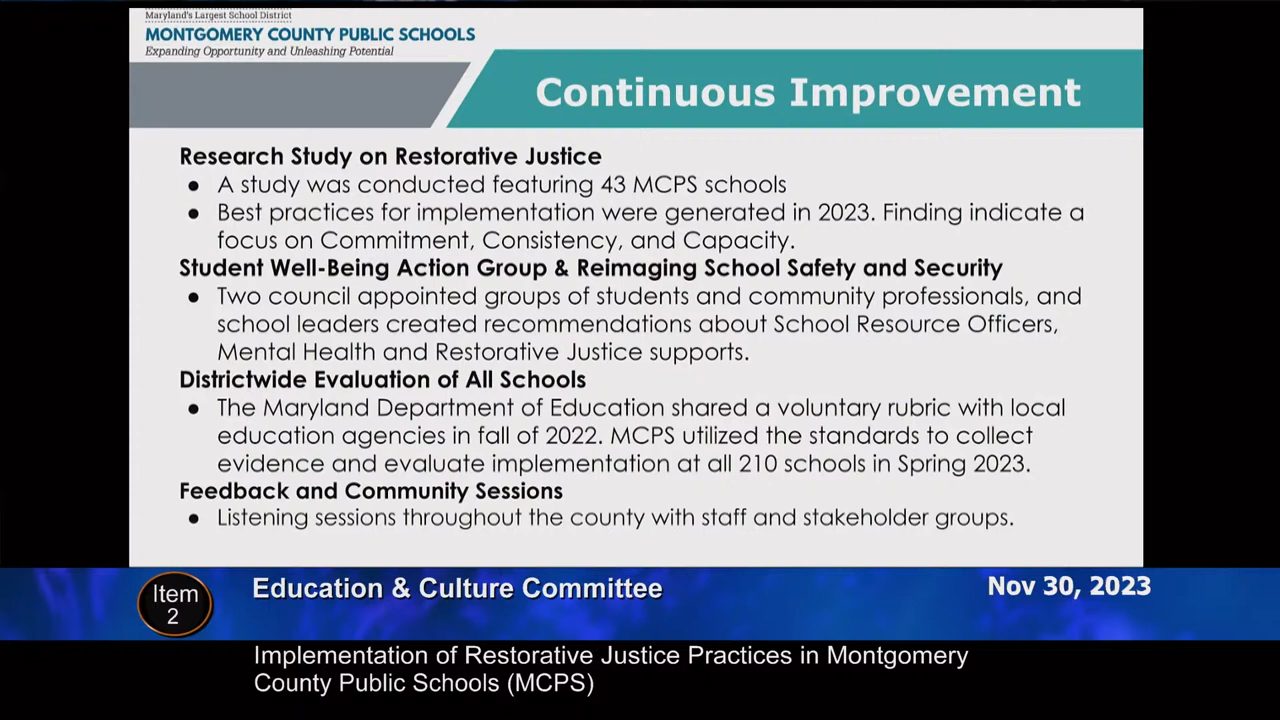 Maryland's Largest School District
MONTGOMERY COUNTY PUBLIC SCHOOLS
Expanding Opportunity and Unleashing Potential
Continuous Improvement
Research Study on Restorative Justice
● A study was conducted featuring 43 MCPS schools
● Best practices for implementation were generated in 2023. Finding indicate a
focus on Commitment, Consistency, and Capacity.
Student Well-Being Action Group & Reimaging School Safety and Security
● Two council appointed groups of students and community professionals, and
school leaders created recommendations about School Resource Officers,
Mental Health and Restorative Justice supports.
Districtwide Evaluation of All Schools
● The Maryland Department of Education shared a voluntary rubric with local
education agencies in fall of 2022. MCPS utilized the standards to collect
evidence and evaluate implementation at all 210 schools in Spring 2023.
Feedback and Community Sessions
● Listening sessions throughout the county with staff and stakeholder groups.
Item
2
Education & Culture Committee
Nov 30, 2023
Implementation of Restorative Justice Practices in Montgomery
County Public Schools (MCPS)